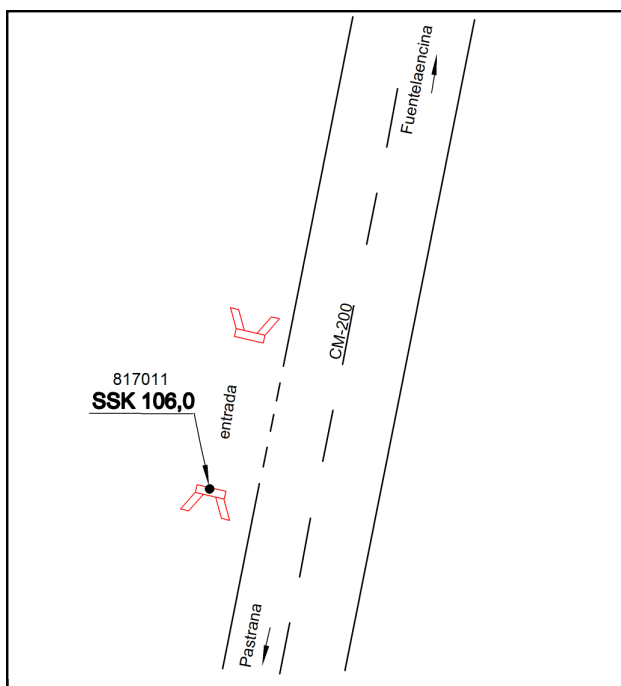 Fuentelaencina
CM-200
817011
SSK 106,0
entrada
Pastrana